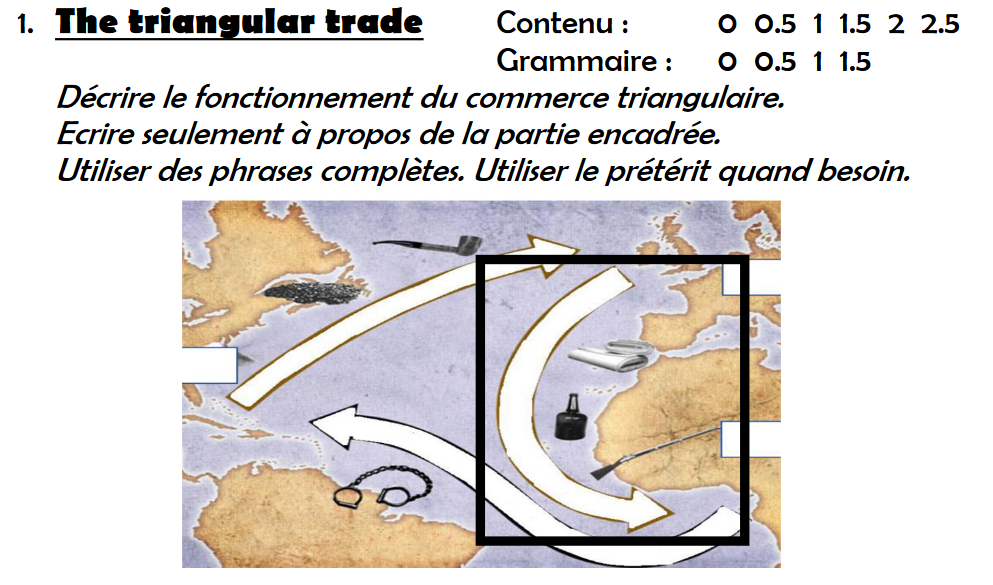 1. The triangular trade Contenu : 0 0.5 1 1.5 2 2.5
Grammaire : 0 0.5 1 1.5
Décrire le fonctionnement du commerce triangulaire.
Ecrire seulement à propos de la partie encadrée.
Utiliser des phrases complètes. Utiliser le prétérit quand besoin.